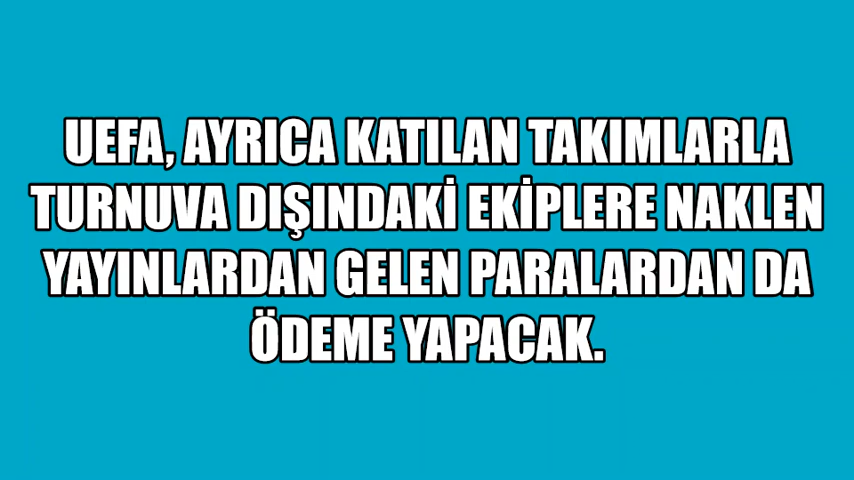 UEFA, AYRICA KATILAN TAKIMLARLA
TURNUVA DIŞINDAKİ EKİPLERE NAKLEN
YAYINLARDAN GELEN PARALARDAN DA
ÖDEME YAPACAK.